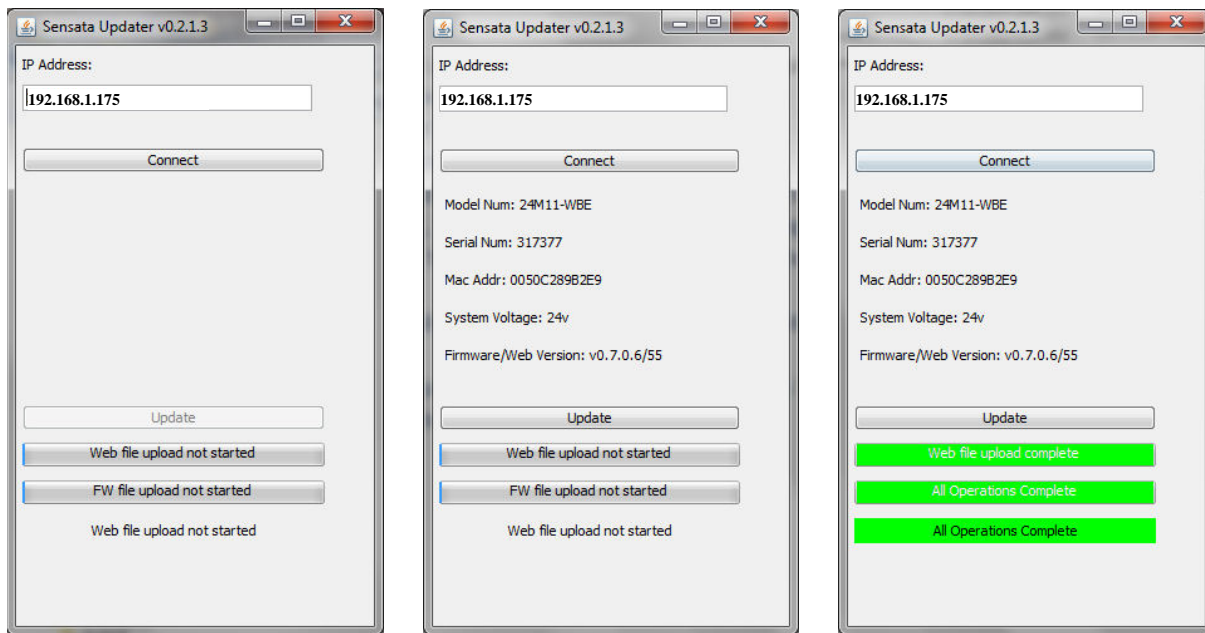 Sensata Updater v0.2.1.3
IP Address:
192.168.1.175
Connect
Update
Web file upload not started
FW file upload not started
Web file upload not started
Sensata Updater v0.2.1.3
IP Address:
192.168.1.175
Connect
Model Num: 24M11-WBE
Serial Num: 317377
Mac Addr: 0050C289B2E9
System Voltage: 24v
Firmware/Web Version: v0.7.0.6/55
Update
Web file upload not started
FW file upload not started
Web file upload not started
Sensata Updater v0.2.1.3
IP Address:
192.168.1.175
Connect
Model Num: 24M11-WBE
Serial Num: 317377
Mac Addr: 0050C289B2E9
System Voltage: 24v
Firmware/Web Version: v0.7.0.6/55
Update
Web file upload complete
All Operations Complete
All Operations Complete